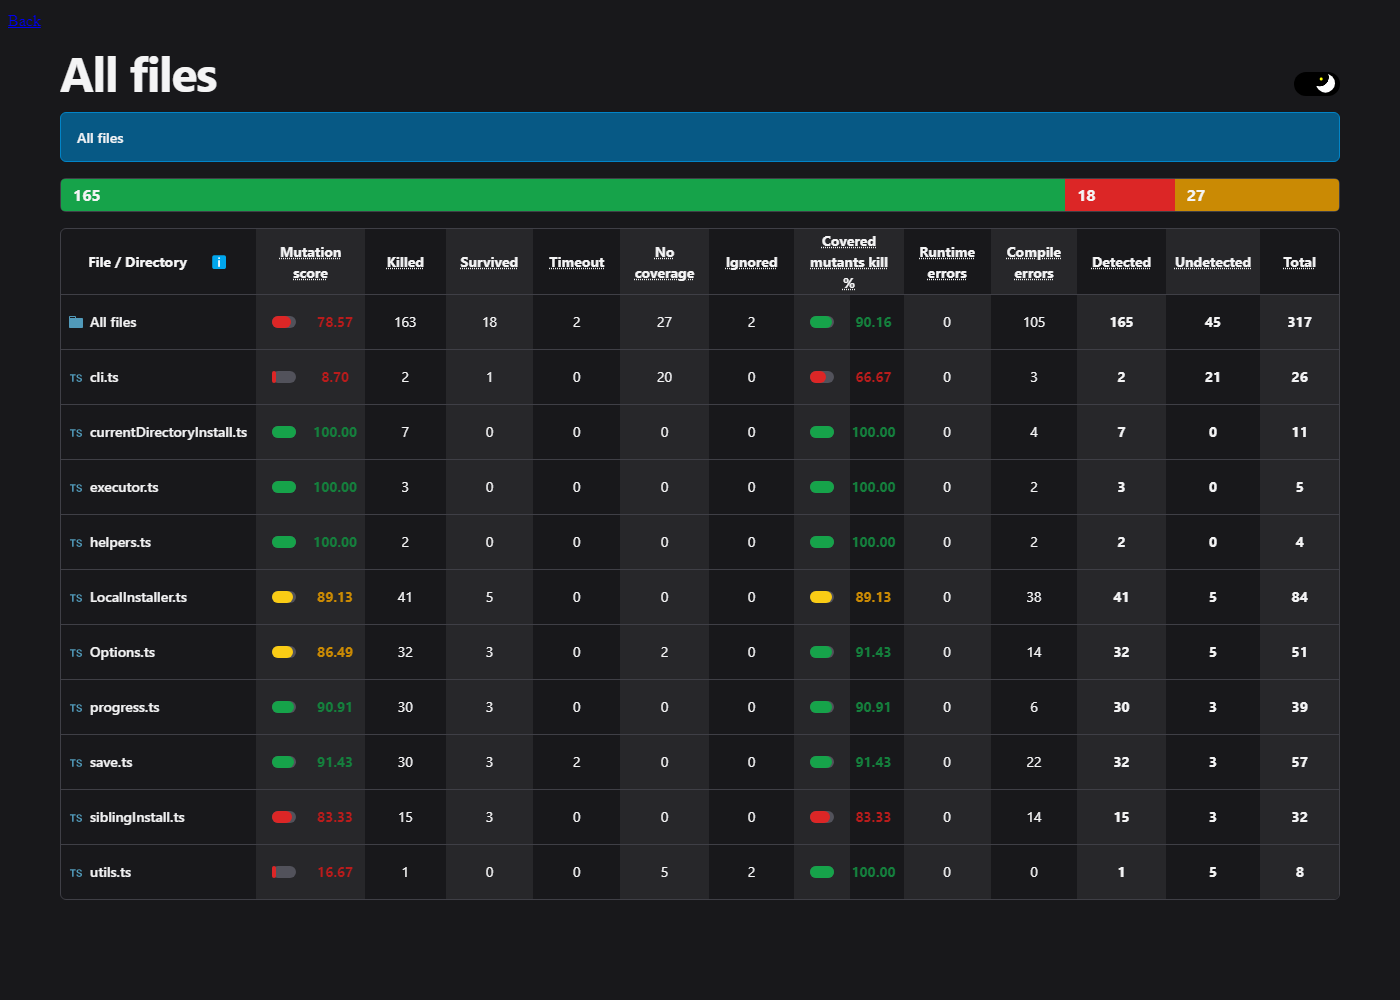 Back
All files
All files
165 18 27
File / Directory i Mutation score Killed Survived Timeout No coverage Ignored Covered mutants kill % Runtime errors Compile errors Detected Undetected Total
All files 78.57 163 18 2 27 2 90.16 0 105 165 45 317
TS cli.ts 8.70 2 1 0 20 0 66.67 0 3 2 21 26
TS currentDirectoryInstall.ts 100.00 7 0 0 0 0 100.00 0 4 7 0 11
TS executor.ts 100.00 3 0 0 0 0 100.00 0 2 3 0 5
TS helpers.ts 100.00 2 0 0 0 0 100.00 0 2 2 0 4
TS LocalInstaller.ts 89.13 41 5 0 0 0 89.13 0 38 41 5 84
TS Options.ts 86.49 32 3 0 2 0 91.43 0 14 32 5 51
TS progress.ts 90.91 30 3 0 0 0 90.91 0 6 30 3 39
TS save.ts 91.43 30 3 2 0 0 91.43 0 22 32 3 57
TS siblingInstall.ts 83.33 15 3 0 0 0 83.33 0 14 15 3 32
TS utils.ts 16.67 1 0 0 5 2 100.00 0 0 1 5 8